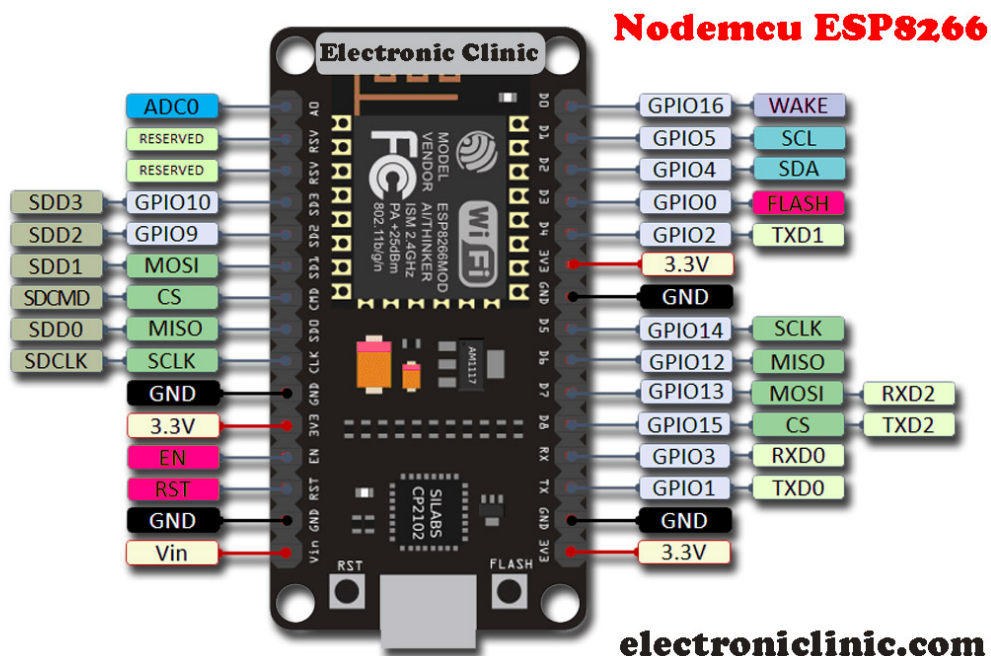 Nodemcu ESP8266
Electronic Clinic
ADC0
RESERVED
RESERVED
SDD3 GPIO10
SDD2 GPIO9
SDD1 MOSI
SDCMD CS
SDD0 MISO
SDCLK SCLK
GND
3.3V
EN
RST
GND
Vin
A0
RSV
RSV
SD3
SD2
SD1
CMD
SD0
CLK
GND
3V3
EN
RST
GND
Vin
MODEL ESP8266MOD
VENDOR AI/THINKER
ISM 2.4GHz
PA +25dBm
802.11b/g/n
FC
Wi Fi
AM1117
SILABS
CP2102
RST
FLASH
D0
D1
D2
D3
D4
3V3
GND
D5
D6
D7
D8
RX
TX
GND
3V3
GPIO16 WAKE
GPIO5 SCL
GPIO4 SDA
GPIO0 FLASH
GPIO2 TXD1
3.3V
GND
GPIO14 SCLK
GPIO12 MISO
GPIO13 MOSI RXD2
GPIO15 CS TXD2
GPIO3 RXD0
GPIO1 TXD0
GND
3.3V
electroniclinic.com